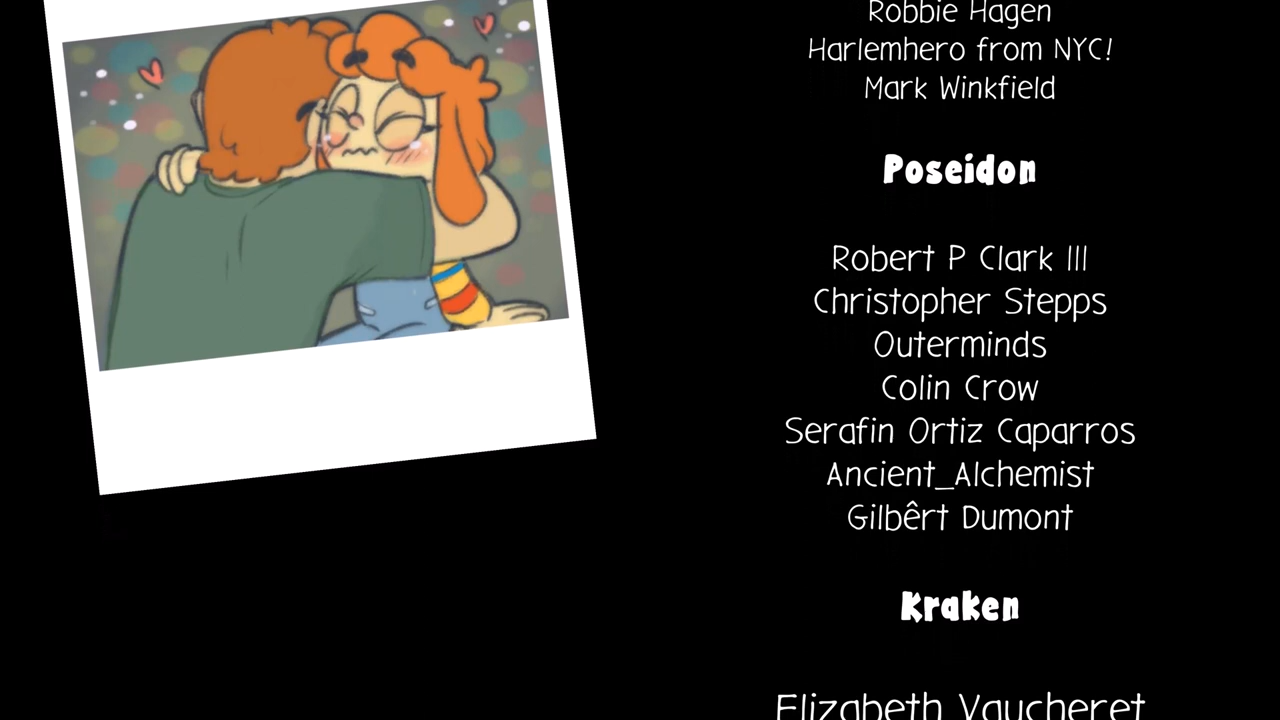 Robbie Hagen
Harlemhero from NYC!
Mark Winkfield
Poseidon
Robert P Clark III
Christopher Stepps
Outerminds
Colin Crow
Serafin Ortiz Caparros
Ancient_Alchemist
Gilbêrt Dumont
Kraken
Elizabeth Vaucheret